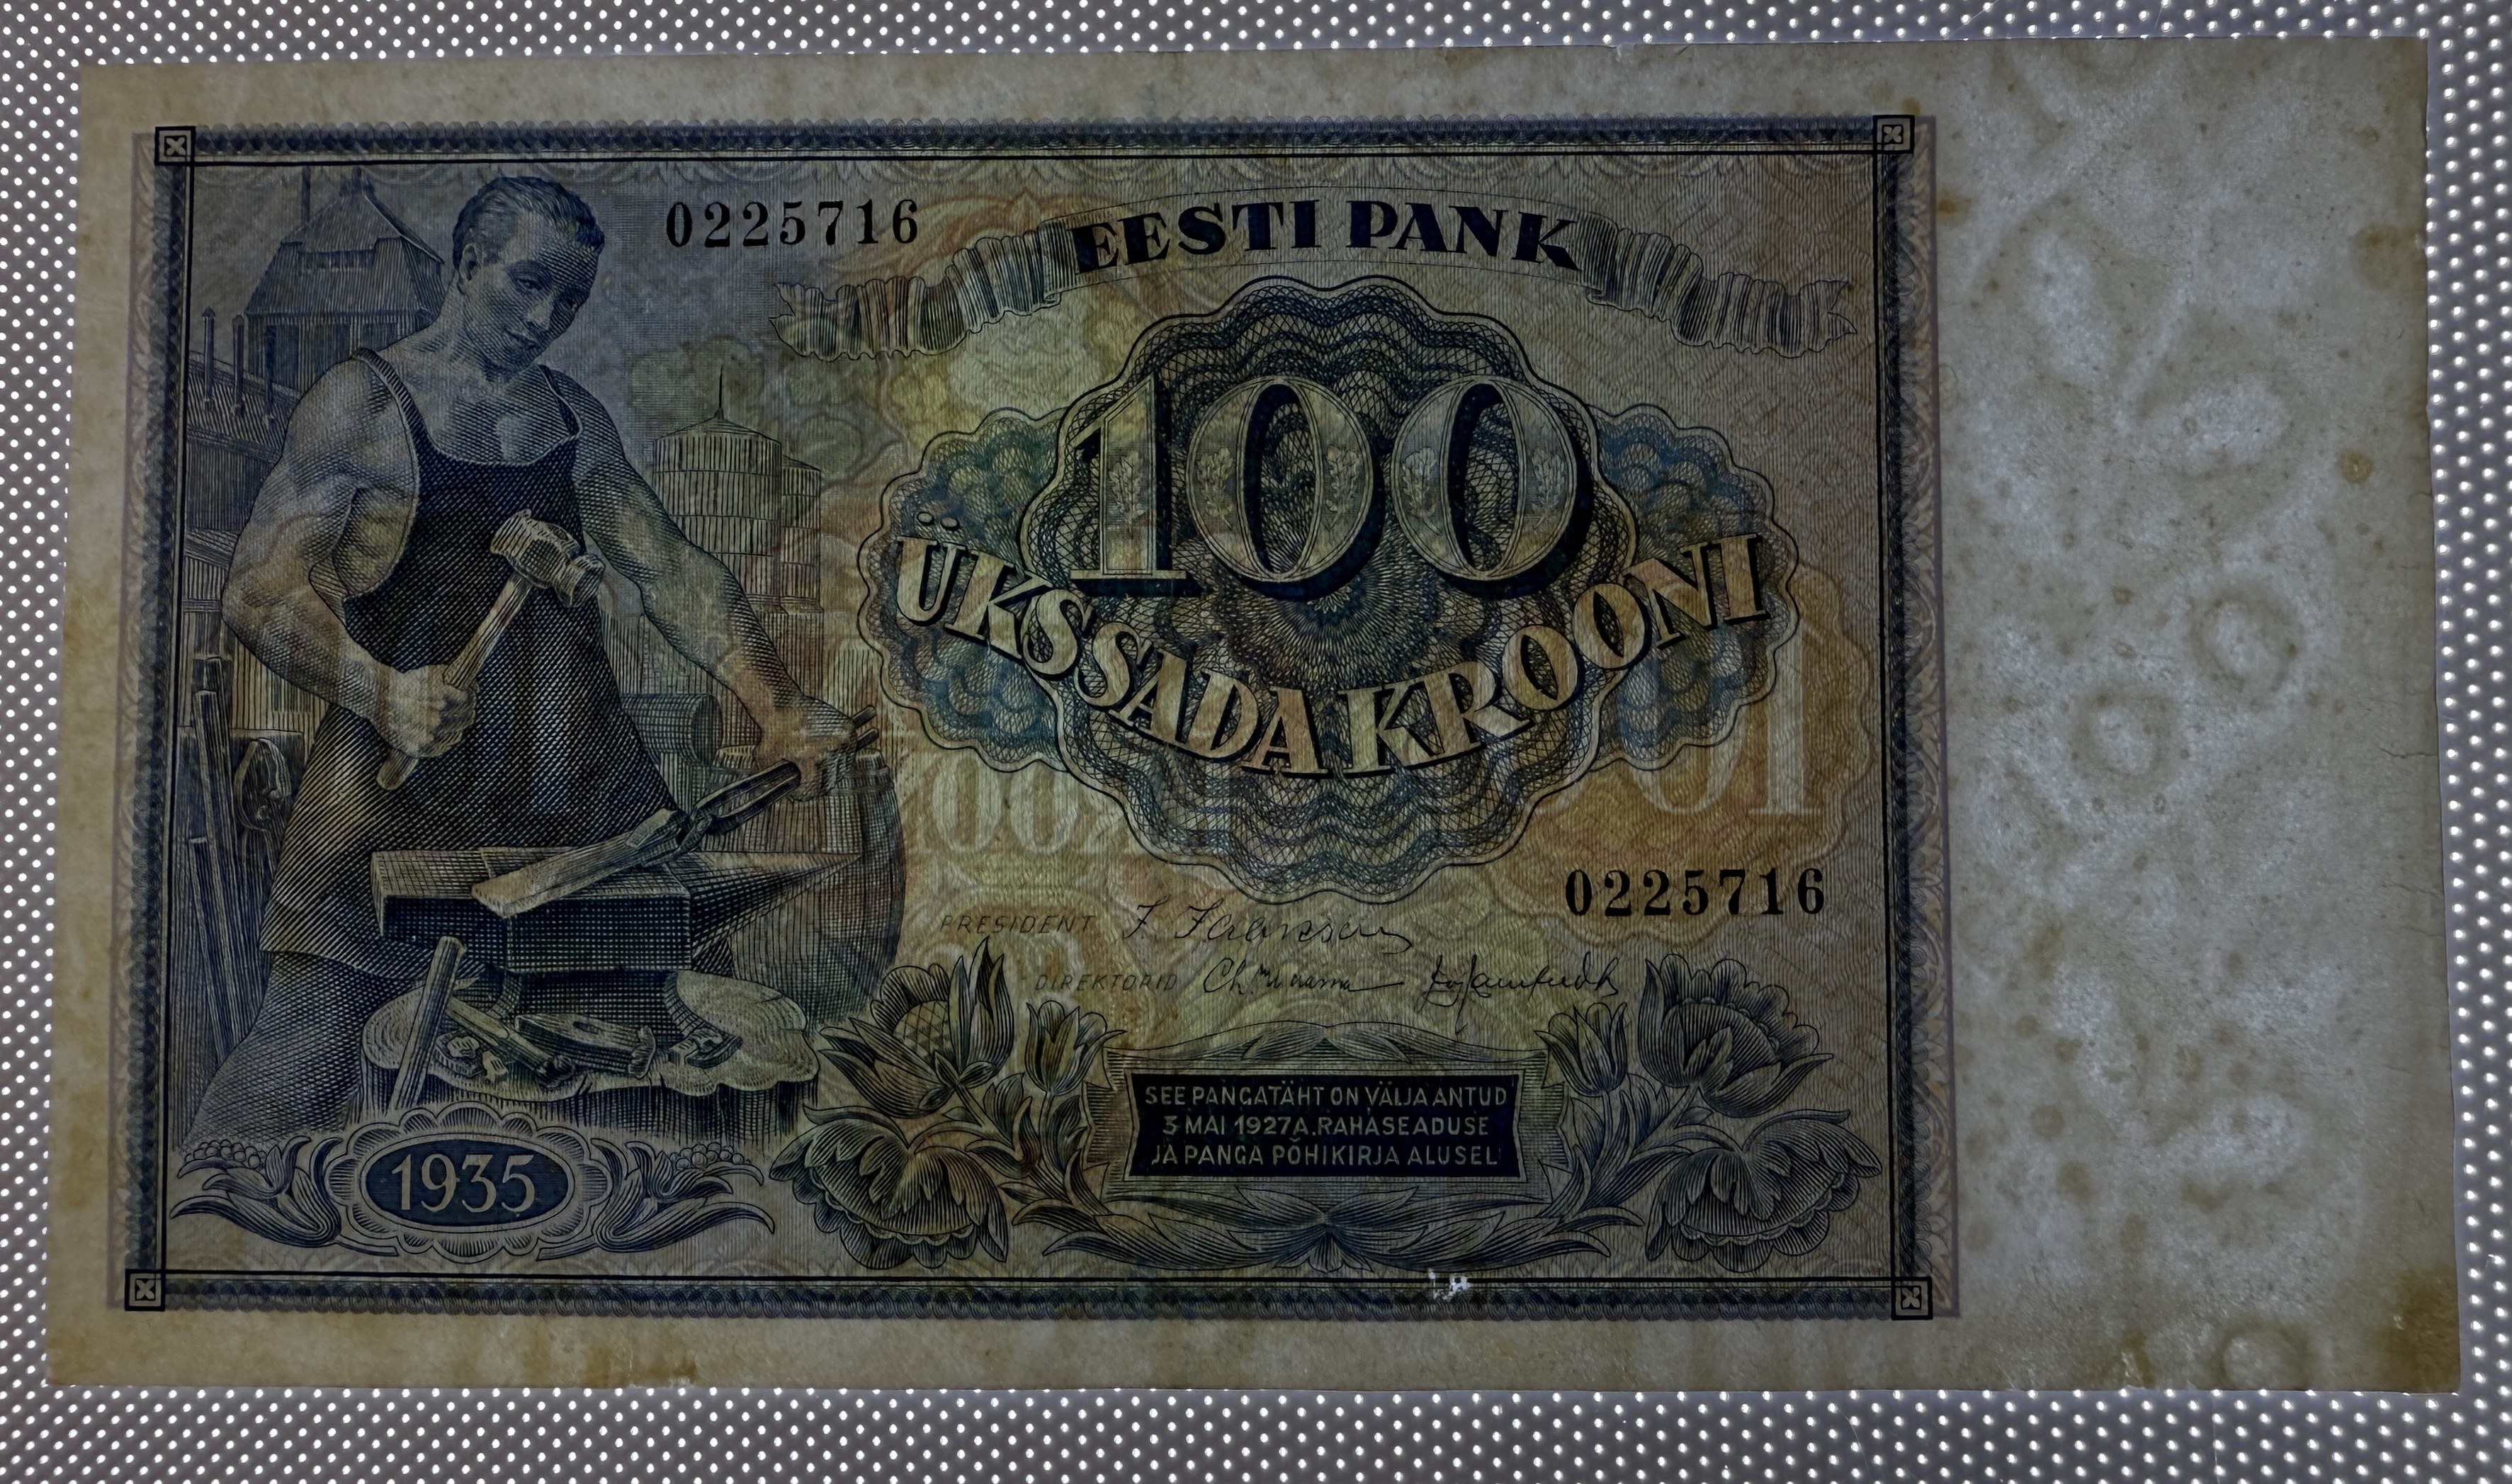 0225716
EESTI PANK
100
ÜKSSADA KROONI
100
0225716
PRESIDENT
DIREKTORID
SEE PANGATÄHT ON VÄLJA ANTUD
3 MAI 1927A. RAHASEADUSE
JA PANGA PÕHIKIRJA ALUSEL
1935